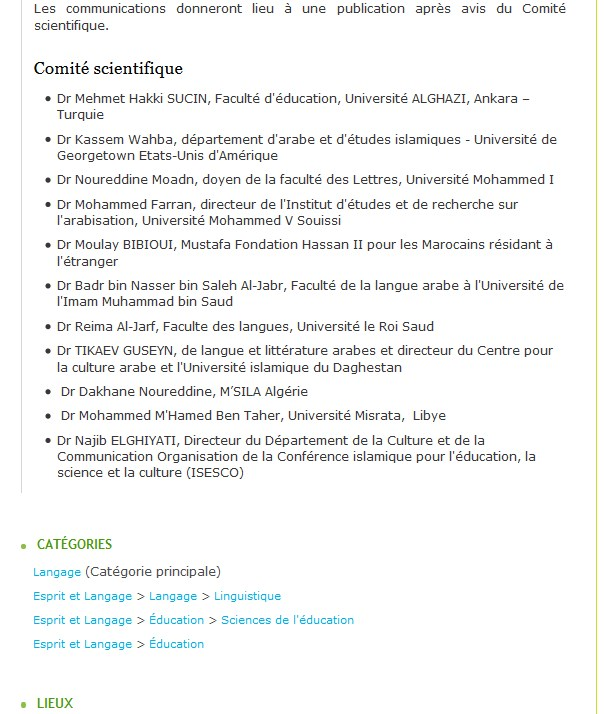 Les communications donneront lieu à une publication après avis du Comité
scientifique.
Comité scientifique
• Dr Mehmet Hakki SUCIN, Faculté d'éducation, Université ALGHAZI, Ankara –
Turquie
• Dr Kassem Wahba, département d'arabe et d'études islamiques - Université de
Georgetown Etats-Unis d'Amérique
• Dr Noureddine Moadn, doyen de la faculté des Lettres, Université Mohammed I
• Dr Mohammed Farran, directeur de l'Institut d'études et de recherche sur
l'arabisation, Université Mohammed V Souissi
• Dr Moulay BIBIOUI, Mustafa Fondation Hassan II pour les Marocains résidant à
l'étranger
• Dr Badr bin Nasser bin Saleh Al-Jabr, Faculté de la langue arabe à l'Université de
l'Imam Muhammad bin Saud
• Dr Reima Al-Jarf, Faculte des langues, Université le Roi Saud
• Dr TIKAEV GUSEYN, de langue et littérature arabes et directeur du Centre pour
la culture arabe et l'Université islamique du Daghestan
• Dr Dakhane Noureddine, M'SILA Algérie
• Dr Mohammed M'Hamed Ben Taher, Université Misrata, Libye
• Dr Najib ELGHIYATI, Directeur du Département de la Culture et de la
Communication Organisation de la Conférence islamique pour l'éducation, la
science et la culture (ISESCO)
• CATÉGORIES
Langage (Catégorie principale)
Esprit et Langage > Langage > Linguistique
Esprit et Langage > Éducation > Sciences de l'éducation
Esprit et Langage > Éducation
• LIEUX